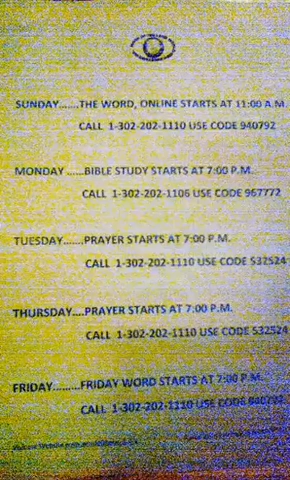 SUNDAY.......THE WORD, ONLINE STARTS AT 11:00 A.M.
CALL 1-302-202-1110 USE CODE 940792
MONDAY ......BIBLE STUDY STARTS AT 7:00 P.M.
CALL 1-302-202-1106 USE CODE 967772
TUESDAY.......PRAYER STARTS AT 7:00 P.M.
CALL 1-302-202-1110 USE CODE 532524
THURSDAY....PRAYER STARTS AT 7:00 P.M.
CALL 1-302-202-1110 USE CODE 532524
FRIDAY.........FRIDAY WORD STARTS AT 7:00 P.M.
CALL 1-302-202-1110 USE CODE